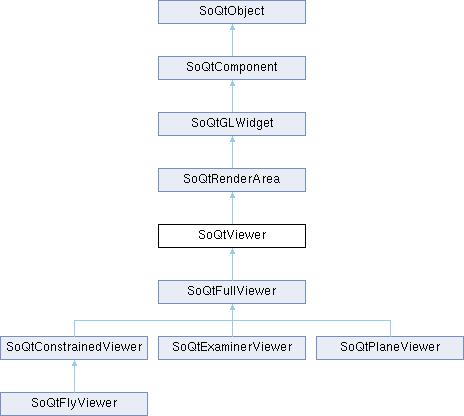 SoQtObject
SoQtComponent
SoQtGLWidget
SoQtRenderArea
SoQtViewer
SoQtFullViewer
SoQtConstrainedViewer
SoQtExaminerViewer
SoQtPlaneViewer
SoQtFlyViewer